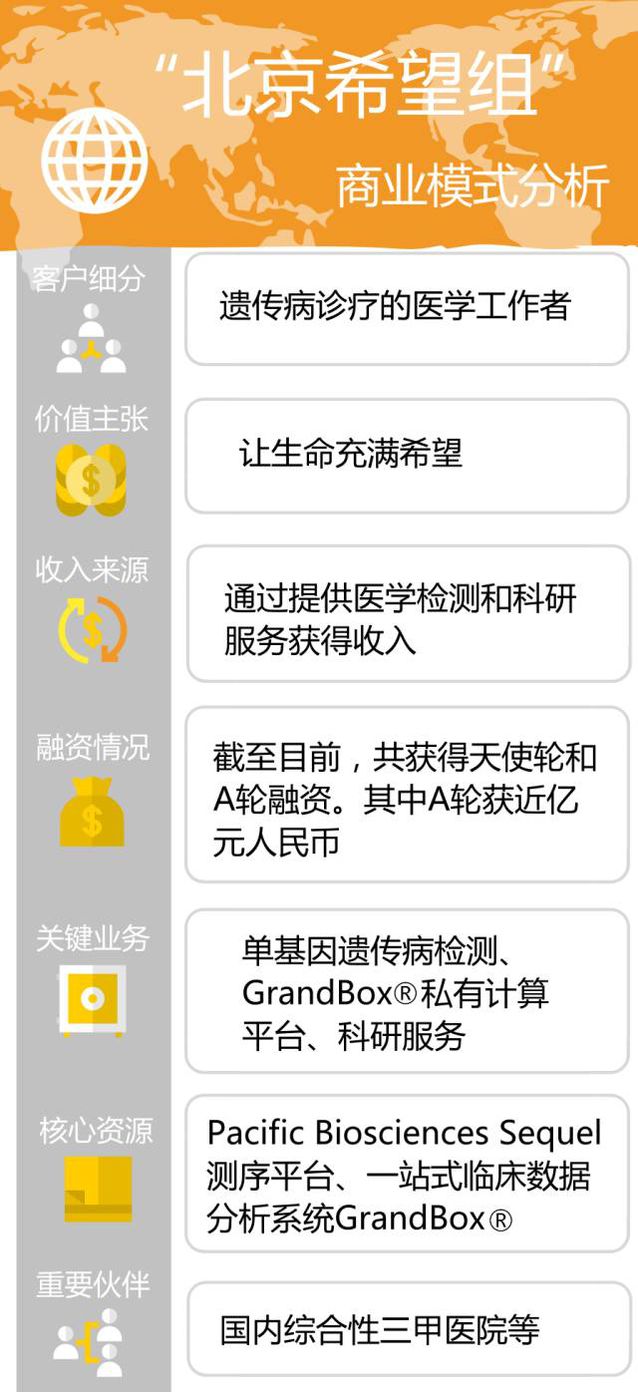 “北京希望组”
商业模式分析
客户细分
遗传病诊疗的医学工作者
价值主张
让生命充满希望
收入来源
通过提供医学检测和科研
服务获得收入
融资情况
截至目前，共获得天使轮和
A轮融资。其中A轮获近亿
元人民币
关键业务
单基因遗传病检测、
GrandBox®私有计算
平台、科研服务
核心资源
Pacific Biosciences Sequel
测序平台、一站式临床数据
分析系统GrandBox®
重要伙伴
国内综合性三甲医院等